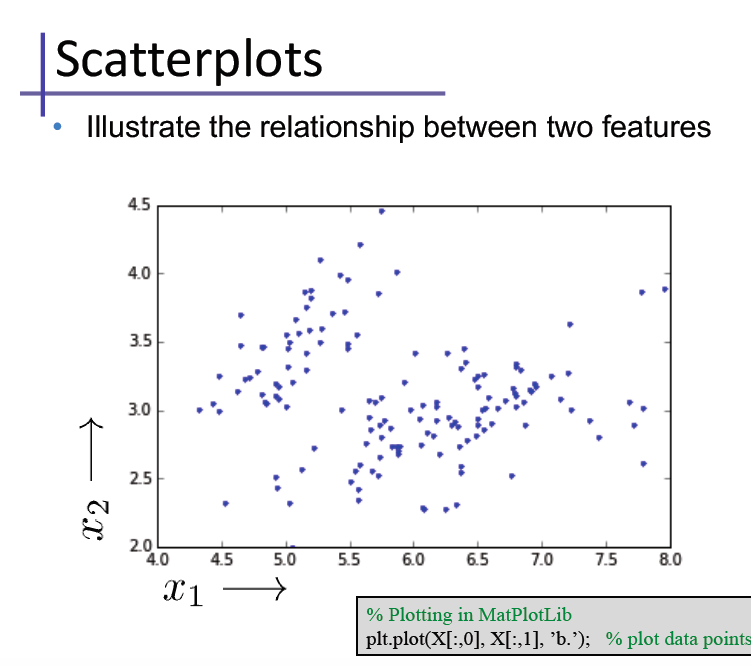 Scatterplots
• Illustrate the relationship between two features
4.5
4.0
3.5
3.0
2.5
2.0
4.0 4.5 5.0 5.5 6.0 6.5 7.0 7.5 8.0
x2 →
x1 →
% Plotting in MatPlotLib
plt.plot(X[:,0], X[:,1], ’b.’); % plot data points